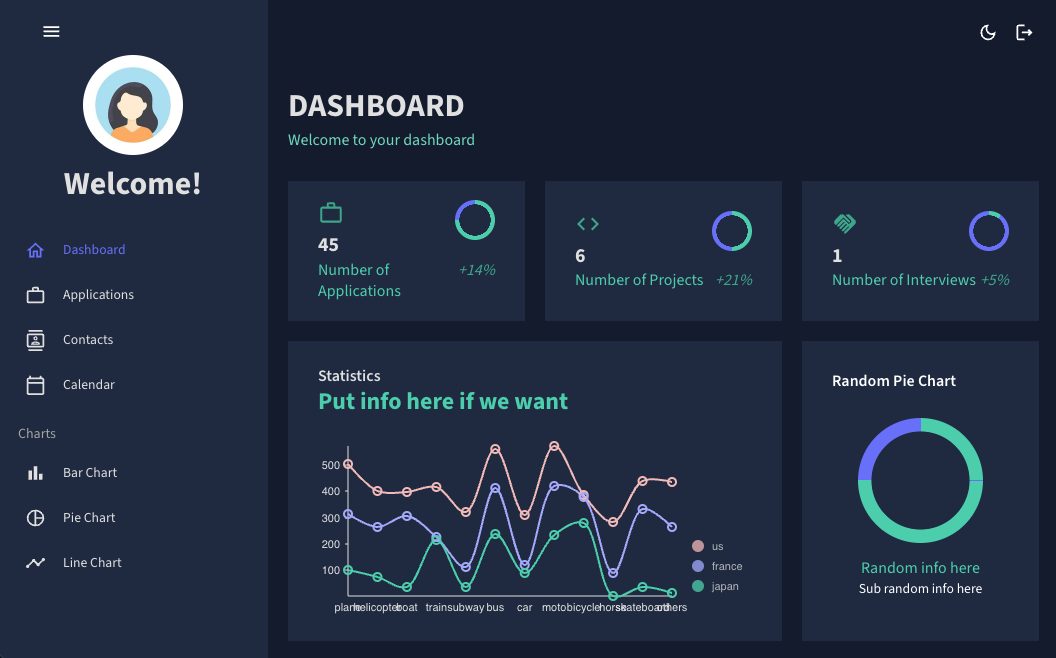 Welcome!
Dashboard
Applications
Contacts
Calendar
Charts
Bar Chart
Pie Chart
Line Chart
DASHBOARD
Welcome to your dashboard
45
Number of
Applications
+14%
6
Number of Projects
+21%
1
Number of Interviews
+5%
Statistics
Put info here if we want
500
400
300
200
100
plane helicopter boat train subway bus car moto bicycle horse skateboard others
us
france
japan
Random Pie Chart
Random info here
Sub random info here